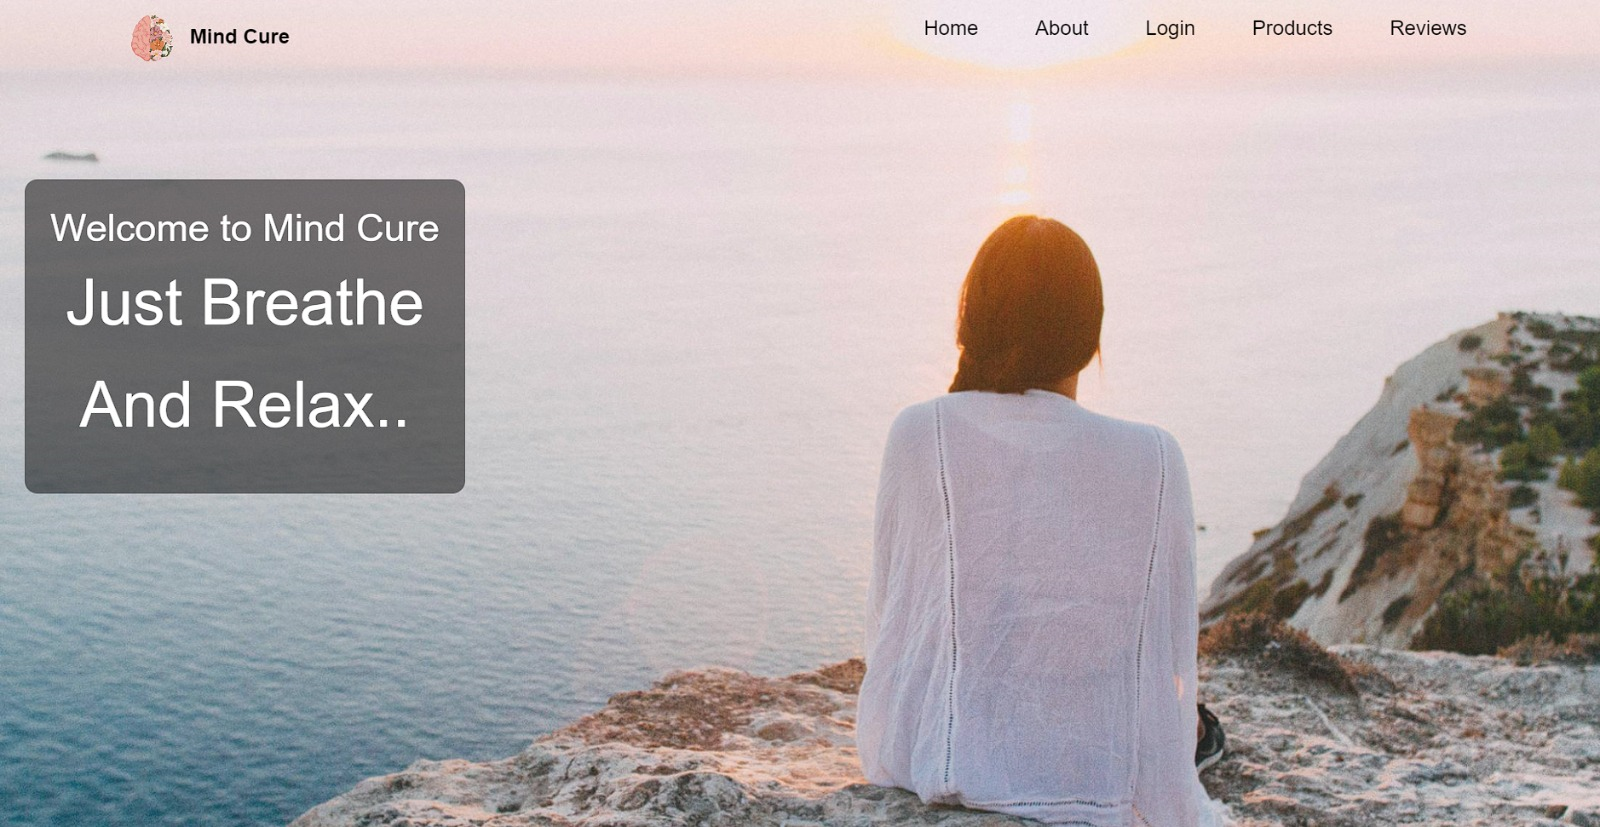 Mind Cure
Home About Login Products Reviews
Welcome to Mind Cure
Just Breathe
And Relax..